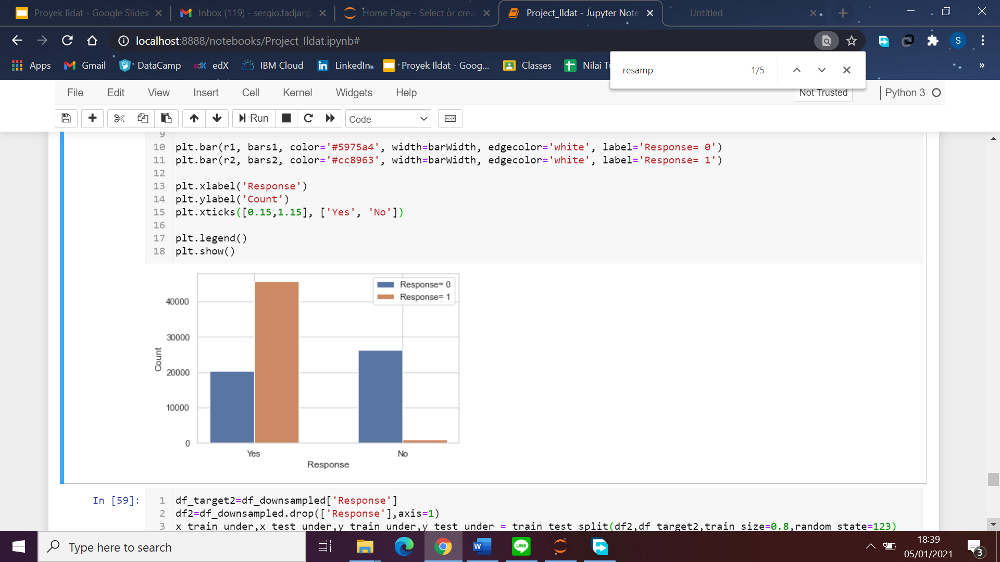 Proyek Ildat - Google Slides
Inbox (119) - sergio.fadjar@
Home Page - Select or crea
Project_Ildat - Jupyter Note
Untitled
localhost:8888/notebooks/Project_Ildat.ipynb#
S
Apps
Gmail
DataCamp
edX
IBM Cloud
LinkedIn
Proyek Ildat - Goog...
Classes
Nilai T
»
resamp
1/5
File
Edit
View
Insert
Cell
Kernel
Widgets
Help
Not Trusted
Python 3
Run
Code
9
10 plt.bar(r1, bars1, color='#5975a4', width=barWidth, edgecolor='white', label='Response= 0')
11 plt.bar(r2, bars2, color='#cc8963', width=barWidth, edgecolor='white', label='Response= 1')
12
13 plt.xlabel('Response')
14 plt.ylabel('Count')
15 plt.xticks([0.15,1.15], ['Yes', 'No'])
16
17 plt.legend()
18 plt.show()
Response= 0
Response= 1
40000
30000
20000
10000
0
Count
Yes
No
Response
In [59]:
1 df_target2=df_downsampled['Response']
2 df2=df_downsampled.drop(['Response'],axis=1)
3 x_train_under,x_test_under,y_train_under,y_test_under = train_test_split(df2,df_target2,train_size=0.8,random_state=123)
Type here to search
W
LINE
18:39
05/01/2021
3